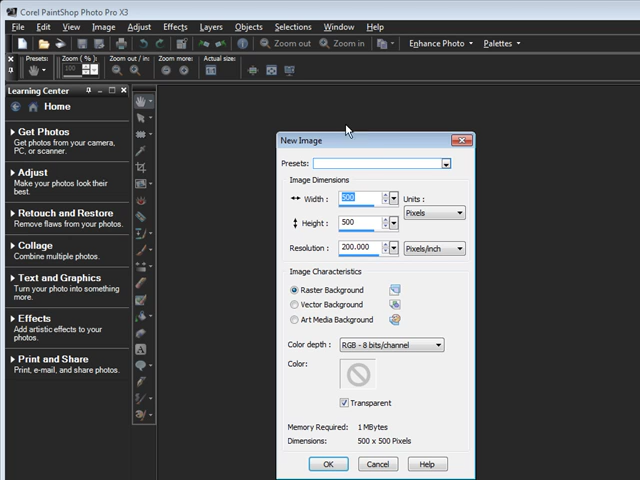 Corel PaintShop Photo Pro X3
File Edit View Image Adjust Effects Layers Objects Selections Window Help
Zoom out Zoom in Enhance Photo Palettes
Presets: Zoom ( % ): Zoom out / in: Zoom more: Actual size:
100
Learning Center
Home
Get Photos
Get photos from your camera,
PC, or scanner.
Adjust
Make your photos look their
best.
Retouch and Restore
Remove flaws from your photos.
Collage
Combine multiple photos.
Text and Graphics
Turn your photo into something
more.
Effects
Add artistic effects to your
photo.
Print and Share
Print, e-mail, and share photos.
New Image
Presets:
Image Dimensions
Width : 500 Units :
Pixels
Height : 500
Resolution : 200.000 Pixels/inch
Image Characteristics
Raster Background
Vector Background
Art Media Background
Color depth : RGB - 8 bits/channel
Color:
Transparent
Memory Required: 1 MBytes
Dimensions: 500 x 500 Pixels
OK Cancel Help